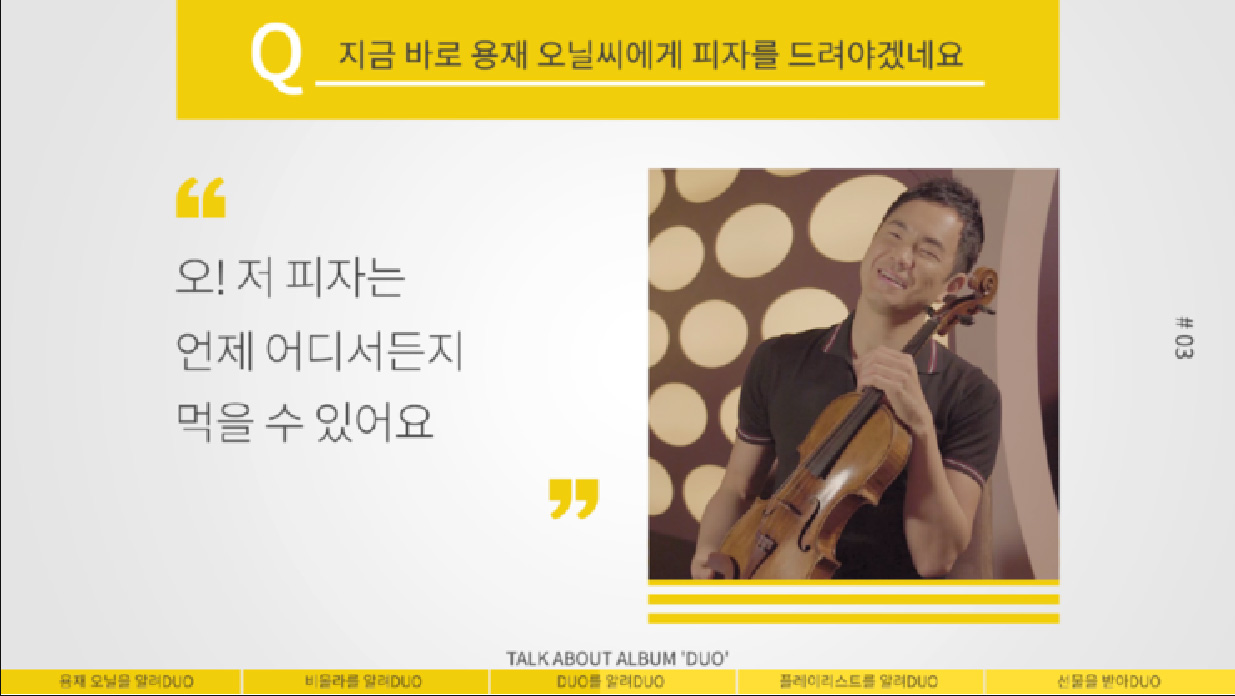 Q 지금 바로 용재 오닐씨에게 피자를 드려야겠네요
“
오! 저 피자는
언제 어디서든지
먹을 수 있어요
”
# 03
TALK ABOUT ALBUM 'DUO'
용재 오닐을 알려DUO
비올라를 알려DUO
DUO를 알려DUO
플레이리스트를 알려DUO
선물을 받아DUO